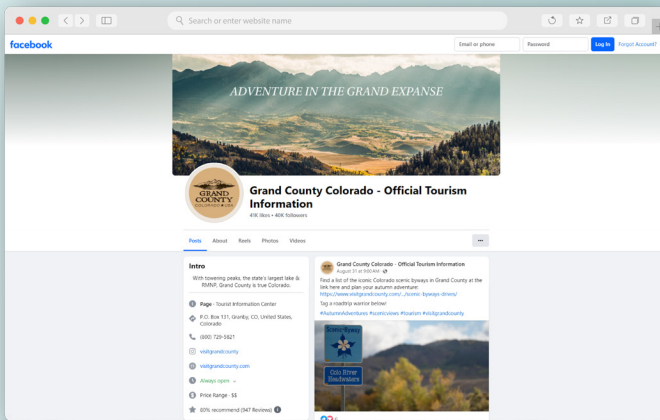 Search or enter website name
facebook
Email or phone
Password
Log In
Forgot Account?
ADVENTURE IN THE GRAND EXPANSE
GRAND
COUNTY
COLORADO USA
Grand County Colorado - Official Tourism
Information
41K likes • 40K followers
Posts
About
Reels
Photos
Videos
Intro
With towering peaks, the state's largest lake &
RMNP, Grand County is true Colorado.
Page · Tourist Information Center
P.O. Box 131, Granby, CO, United States,
Colorado
(800) 729-5821
visitgrandcounty
visitgrandcounty.com
Always open
Price Range · $$
80% recommend (947 Reviews)
Grand County Colorado - Official Tourism Information
August 31 at 9:00 AM
Find a list of the iconic Colorado scenic byways in Grand County at the
link here and plan your autumn adventure:
https://www.visitgrandcounty.com/.../scenic-byways-drives/
Tag a roadtrip warrior below!
#AutumnAdventures #scenicviews #tourism #visitgrandcounty
Scenic Byway
Colo River
Headwaters